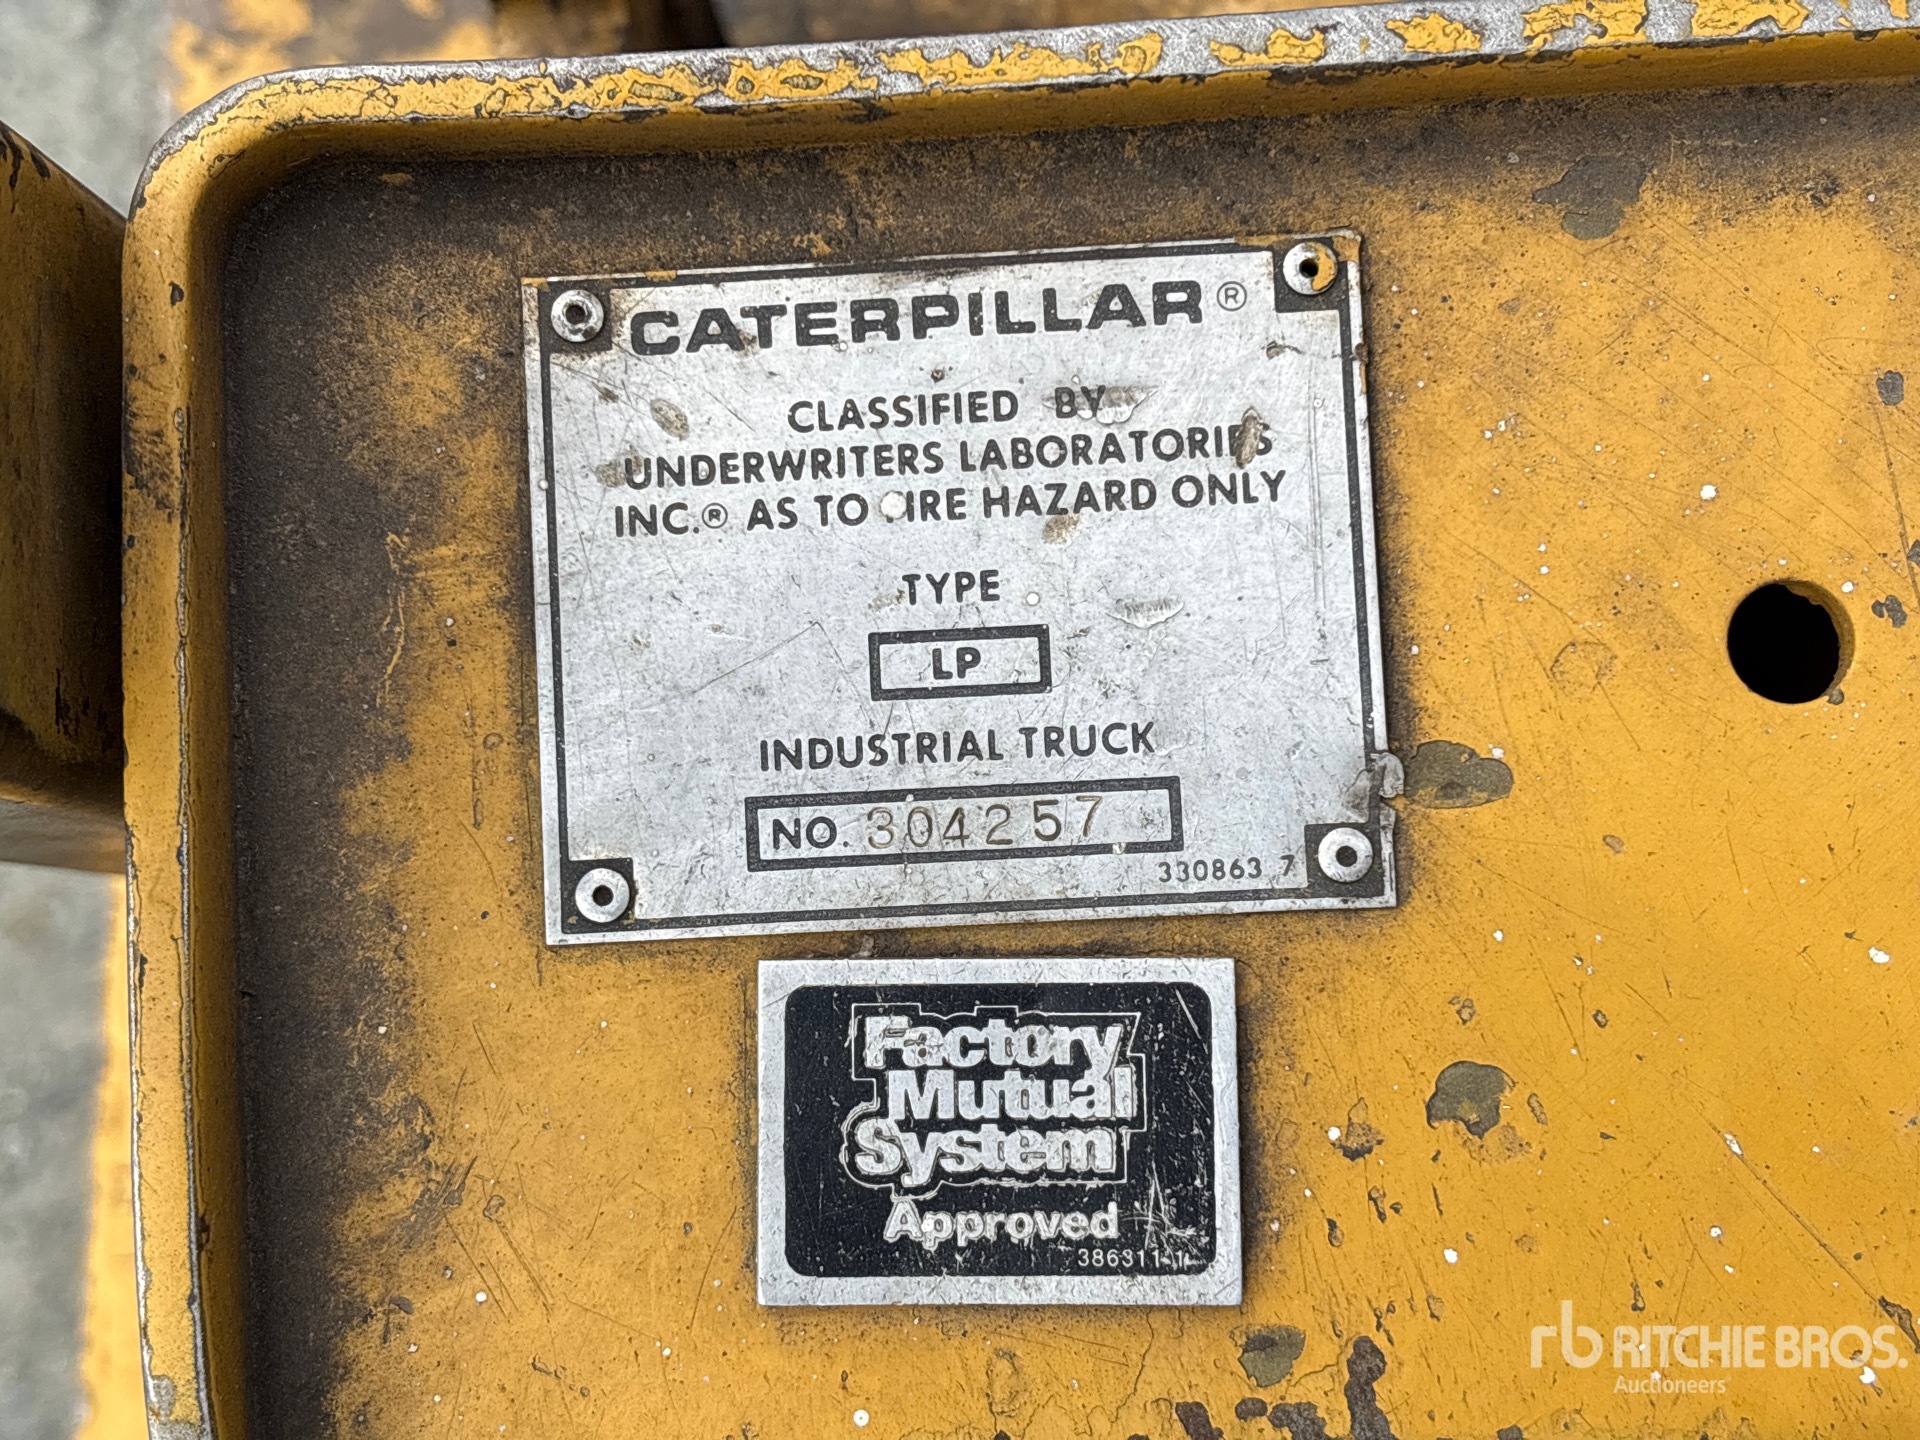 CATERPILLAR®
CLASSIFIED BY
UNDERWRITERS LABORATORIES
INC.® AS TO FIRE HAZARD ONLY
TYPE
LP
INDUSTRIAL TRUCK
NO. 304257
330863 7
Factory
Mutual
System
Approved
386311-1
rb RITCHIE BROS.
Auctioneers